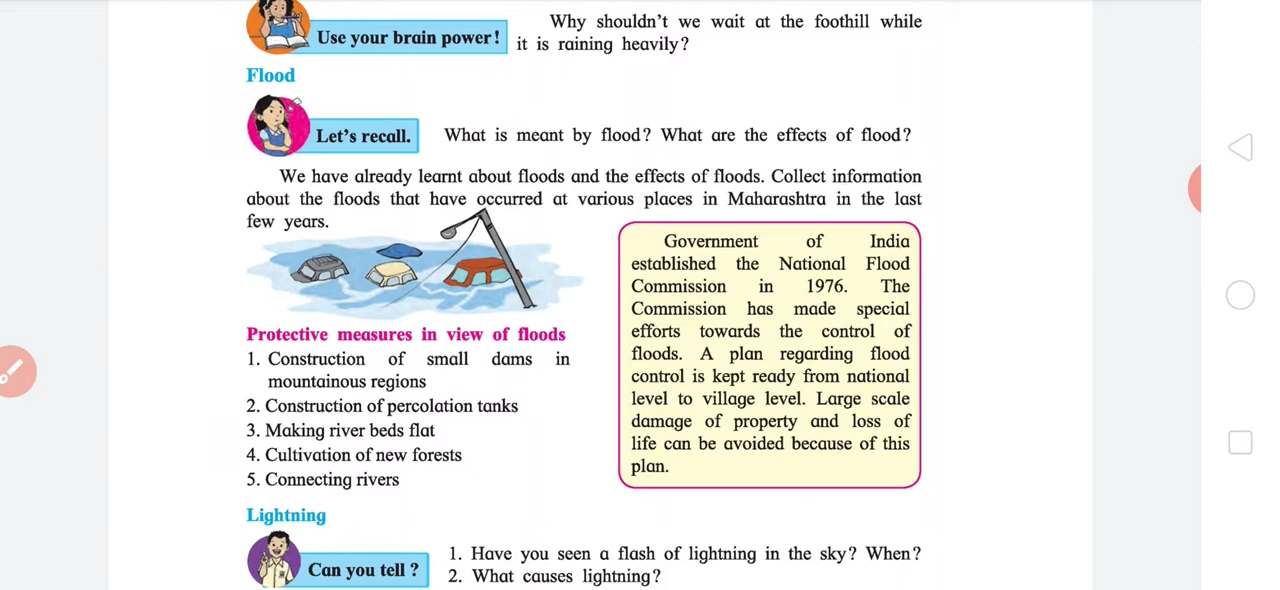 Why shouldn't we wait at the foothill while
Use your brain power!
it is raining heavily?
Flood
Let's recall.
What is meant by flood? What are the effects of flood?
We have already learnt about floods and the effects of floods. Collect information
about the floods that have occurred at various places in Maharashtra in the last
few years.
Protective measures in view of floods
1. Construction of small dams in
mountainous regions
2. Construction of percolation tanks
3. Making river beds flat
4. Cultivation of new forests
5. Connecting rivers
Government of India
established the National Flood
Commission in 1976. The
Commission has made special
efforts towards the control of
floods. A plan regarding flood
control is kept ready from national
level to village level. Large scale
damage of property and loss of
life can be avoided because of this
plan.
Lightning
Can you tell ?
1. Have you seen a flash of lightning in the sky? When?
2. What causes lightning?